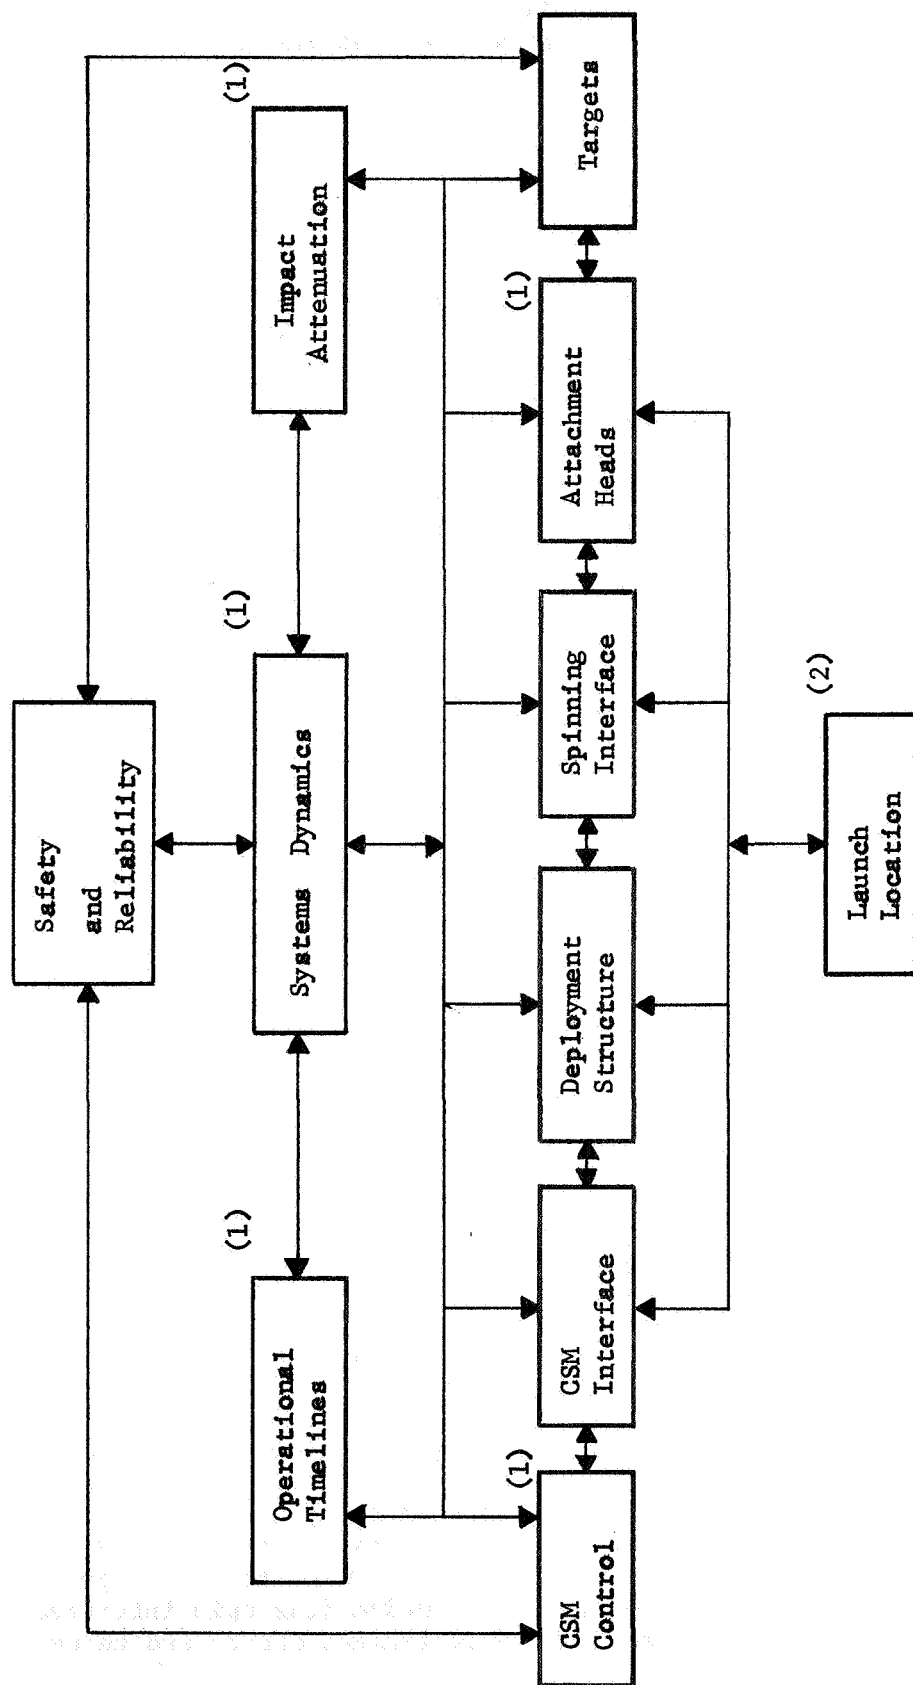 Safety
and
Reliability
Operational
Timelines
(1)
Systems Dynamics
(1)
Impact
Attenuation
(1)
CSM
Control
(1)
CSM
Interface
Deployment
Structure
Spinning
Interface
Attachment
Heads
(1)
Targets
Launch
Location
(2)